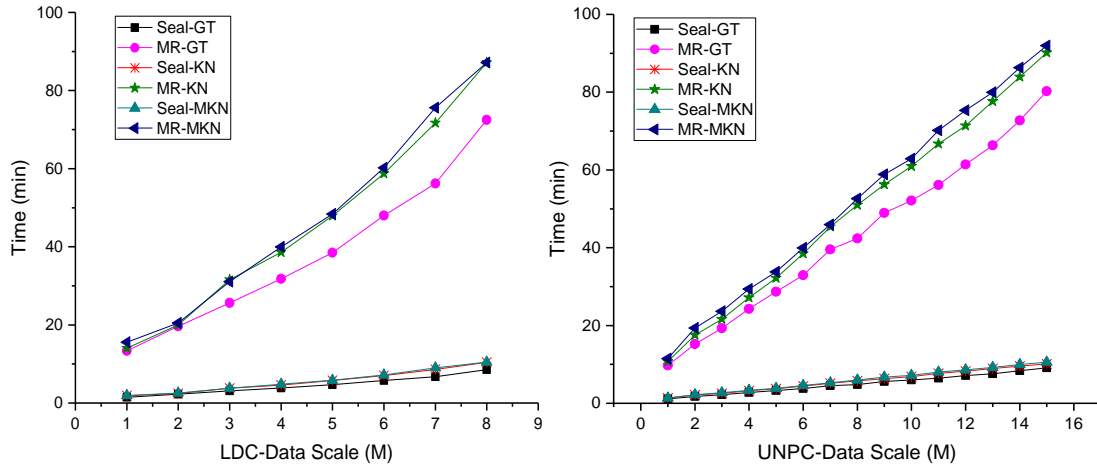 Seal-GT
MR-GT
Seal-KN
MR-KN
Seal-MKN
MR-MKN
100
80
60
40
20
0
Time (min)
0 1 2 3 4 5 6 7 8 9
LDC-Data Scale (M)
Seal-GT
MR-GT
Seal-KN
MR-KN
Seal-MKN
MR-MKN
100
80
60
40
20
0
Time (min)
0 2 4 6 8 10 12 14 16
UNPC-Data Scale (M)